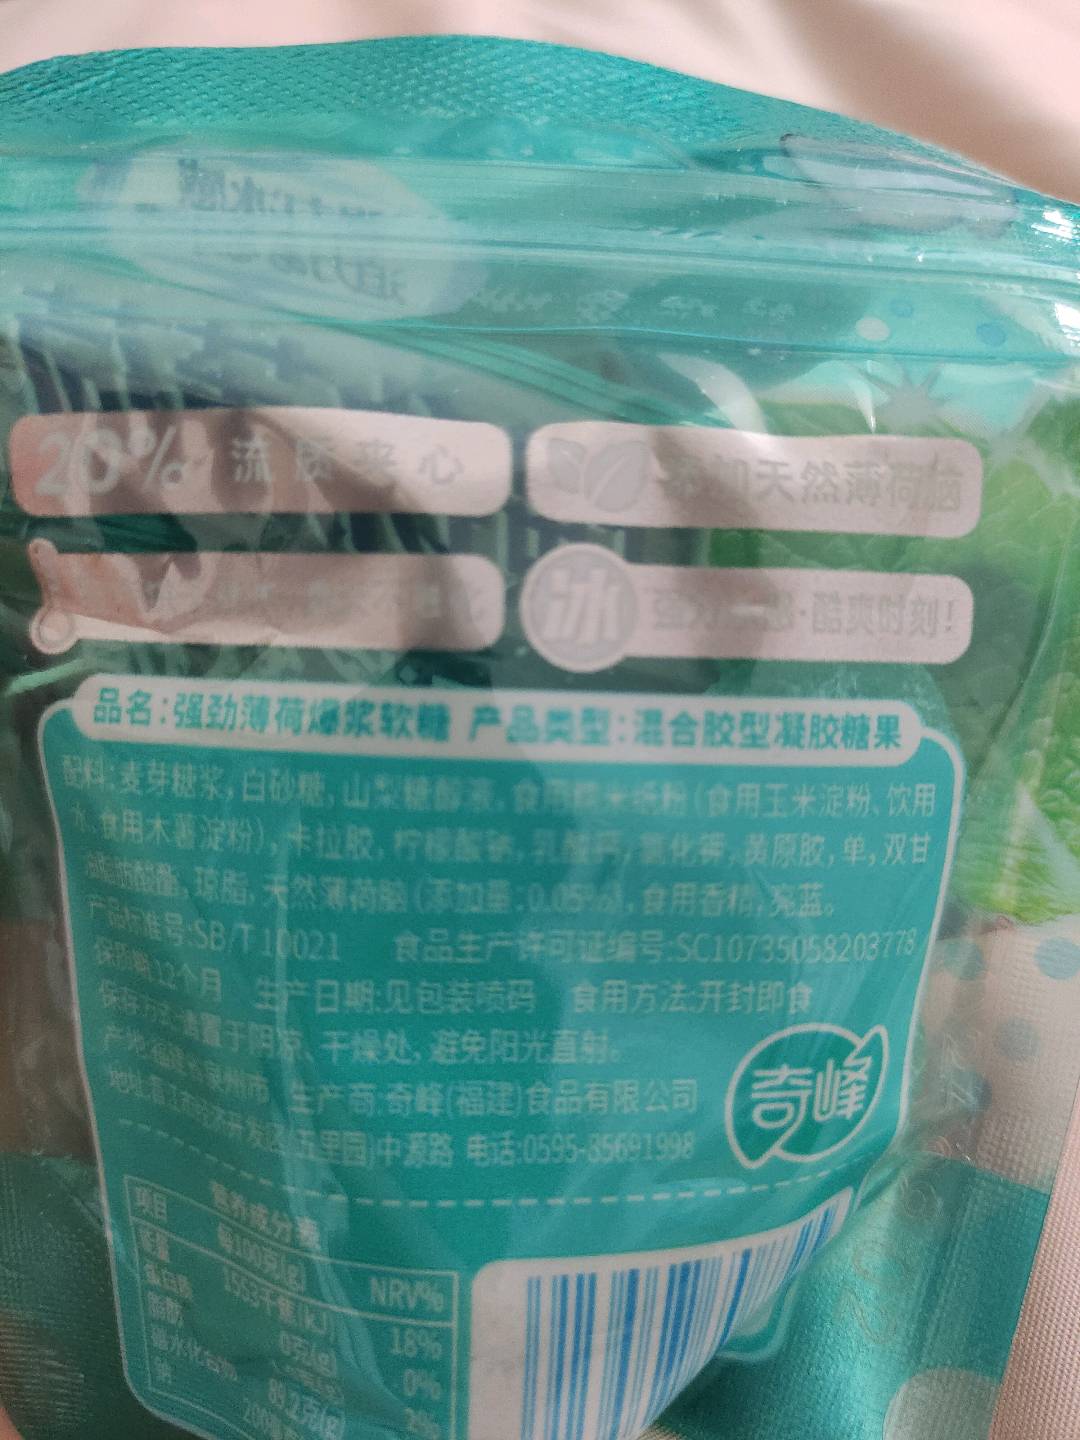 20% 流质夹心
添加天然薄荷脑
冰
酷爽时刻!
品名:强劲薄荷爆浆软糖 产品类型:混合胶型凝胶糖果
配料:麦芽糖浆,白砂糖,山梨糖醇液,食用糯米纸粉(食用玉米淀粉、饮用
水、食用木薯淀粉),卡拉胶,柠檬酸钠,乳酸钙,氯化钾,黄原胶,单,双甘
油脂肪酸酯,琼脂,天然薄荷脑(添加量:0.05%),食用香精,亮蓝。
产品标准号:SB/T 10021 食品生产许可证编号:SC10735058203778
保质期:12个月 生产日期:见包装喷码 食用方法:开封即食
保存方法:请置于阴凉、干燥处,避免阳光直射。
产地:福建省泉州市 生产商:奇峰(福建)食品有限公司
地址:晋江市经济开发区(五里园)中源路 电话:0595-85691998
奇峰
营养成分表
项目 每100克(g) NRV%
能量 1553千焦(kJ) 18%
蛋白质 0克(g) 0%
脂肪
碳水化合物 89.2克(g)
钠